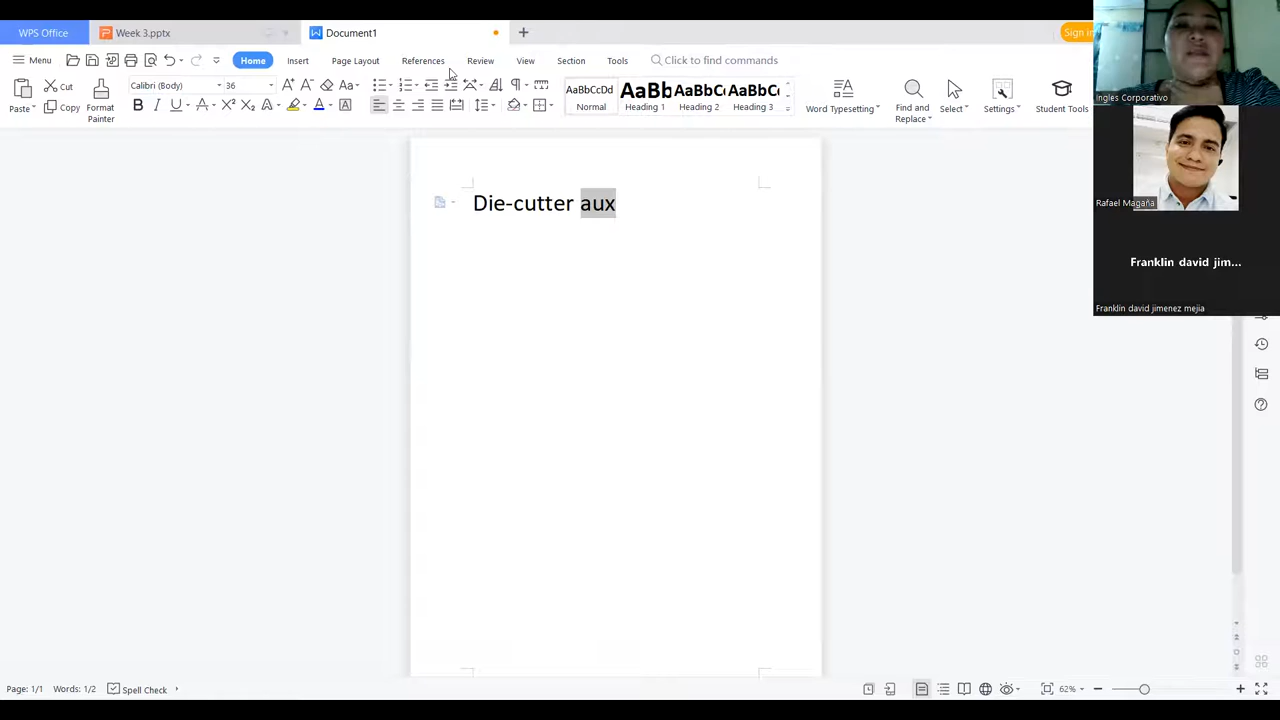 WPS Office
Week 3.pptx
Document1
Sign in
Menu
Home
Insert
Page Layout
References
Review
View
Section
Tools
Click to find commands
Paste
Cut
Copy
Format
Painter
Calibri (Body)
36
AaBbCcDd
Normal
AaBb
Heading 1
AaBbC
Heading 2
AaBbC
Heading 3
Word Typesetting
Find and
Replace
Select
Settings
Student Tools
Die-cutter aux
Ingles Corporativo
Rafael Magaña
Franklin david jim...
Franklin david jimenez mejia
Page: 1/1
Words: 1/2
Spell Check
62%